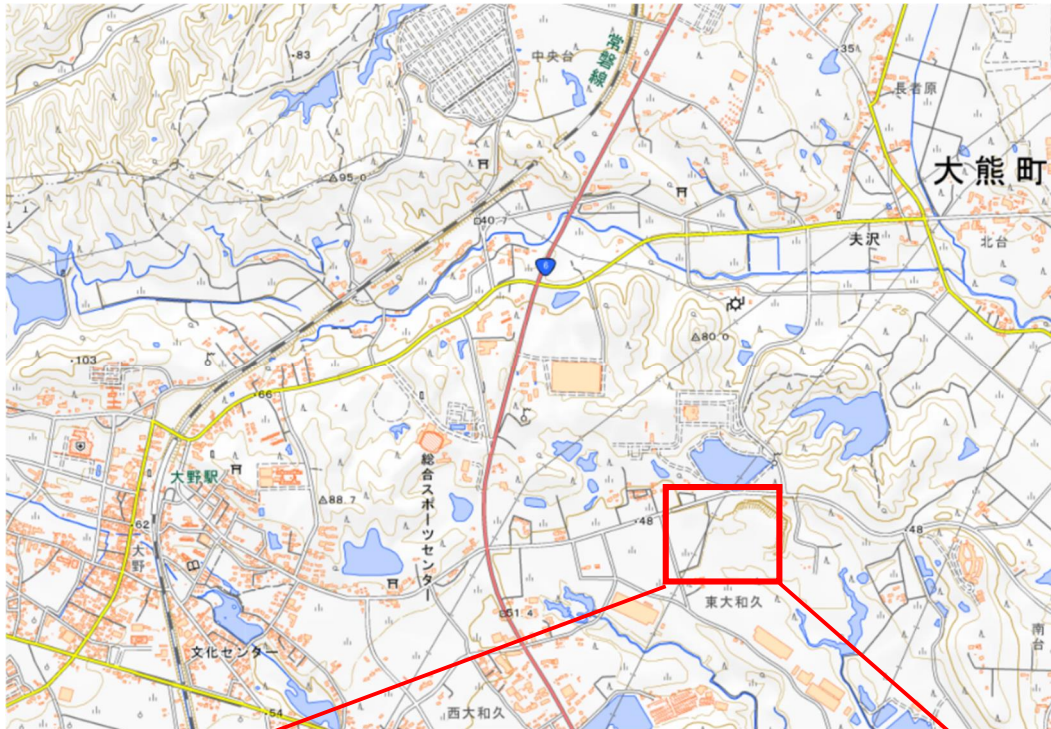 中央台
常磐線
・83
・35
長者原
大熊町
△95.0
40.7
夫沢
北台
6
△80.0
25
・103
66
大野駅
総合スポーツセンター
△88.7
・48
・48
62
大野
東大和久
51.4
南台
文化センター
西大和久
・54